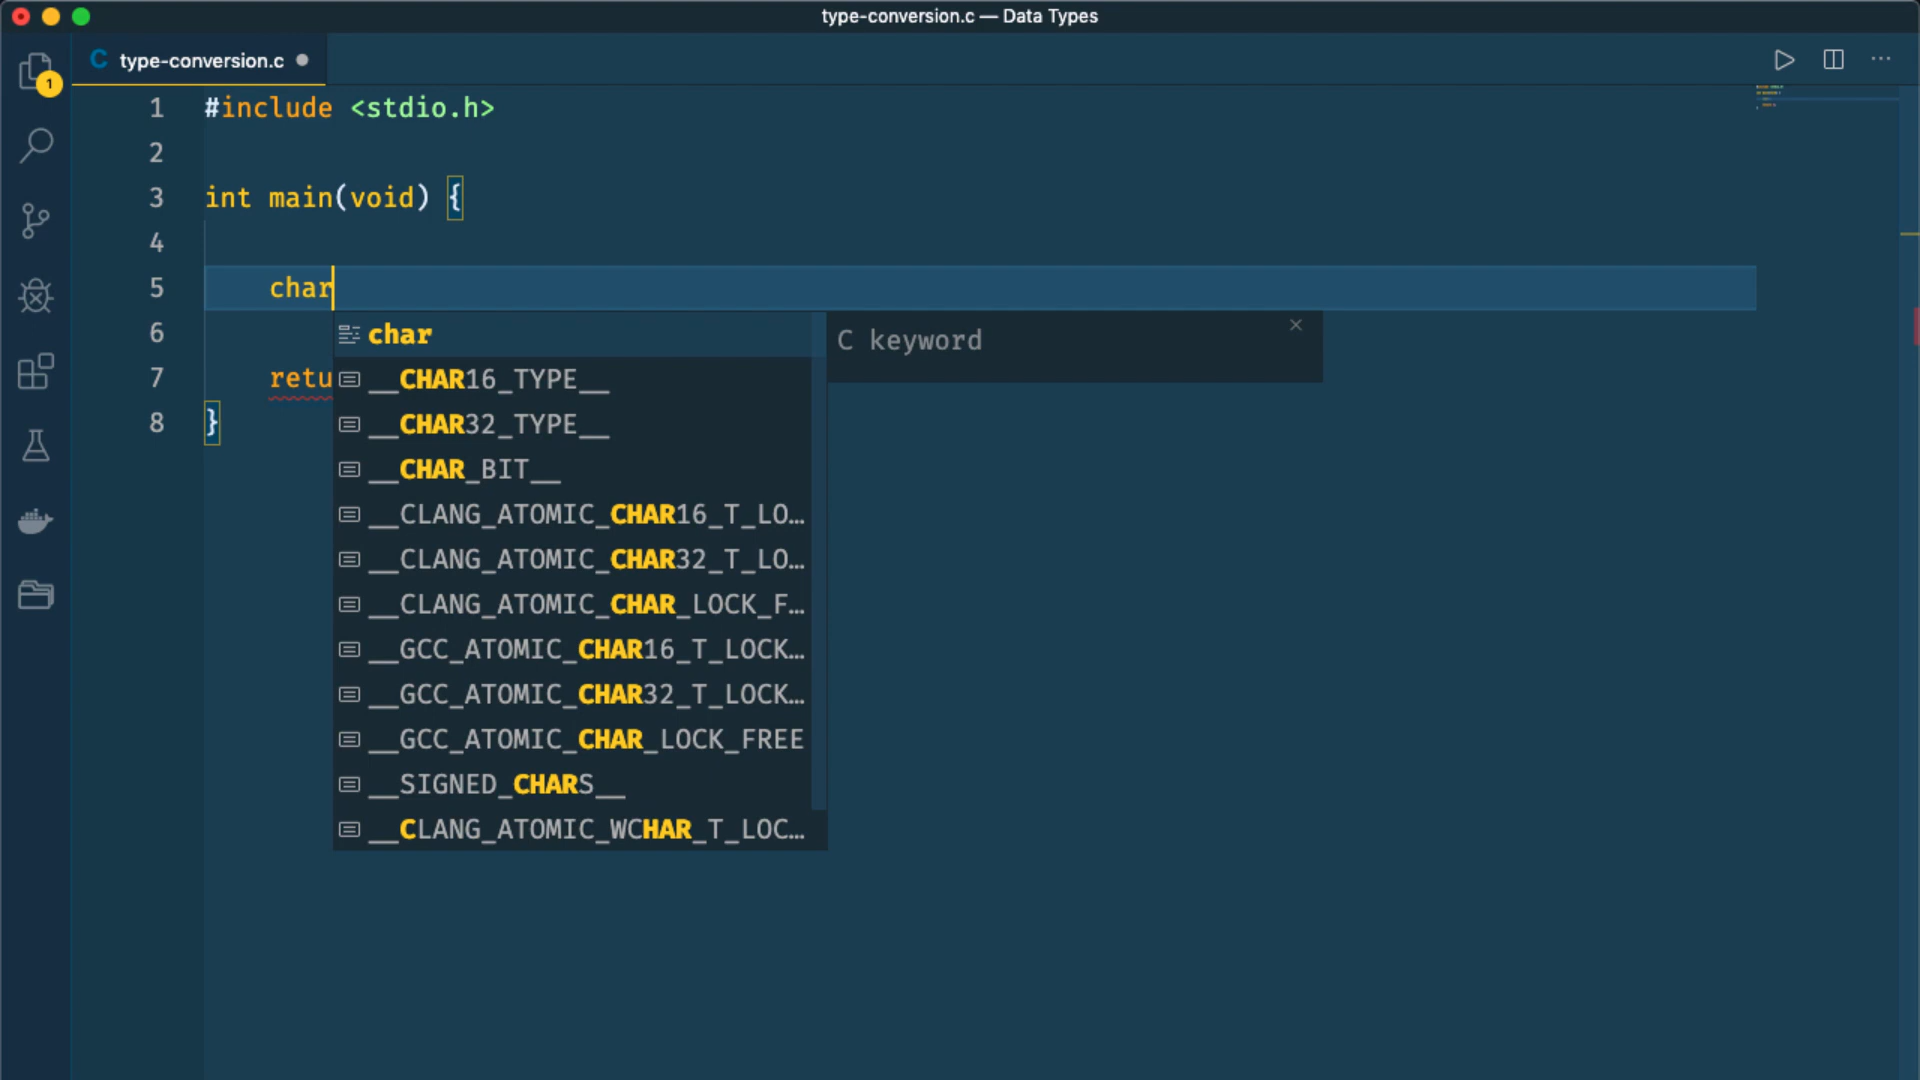 type-conversion.c — Data Types
C type-conversion.c
1
1 #include <stdio.h>
2
3 int main(void) {
4
5 char
6
7 retu
8 }
char
C keyword
__CHAR16_TYPE__
__CHAR32_TYPE__
__CHAR_BIT__
__CLANG_ATOMIC_CHAR16_T_LO…
__CLANG_ATOMIC_CHAR32_T_LO…
__CLANG_ATOMIC_CHAR_LOCK_F…
__GCC_ATOMIC_CHAR16_T_LOCK…
__GCC_ATOMIC_CHAR32_T_LOCK…
__GCC_ATOMIC_CHAR_LOCK_FREE
__SIGNED_CHARS__
__CLANG_ATOMIC_WCHAR_T_LOC…